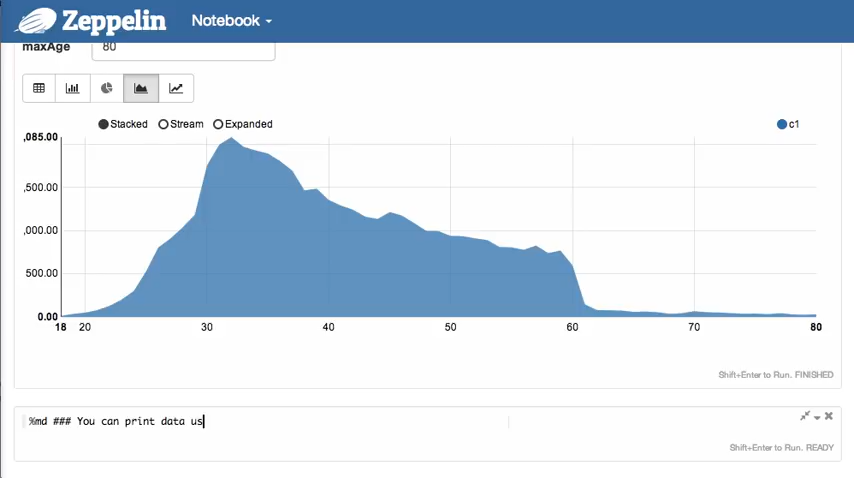 Zeppelin Notebook
maxAge 80
Stacked Stream Expanded c1
,085.00
,500.00
,000.00
500.00
0.00
18 20 30 40 50 60 70 80
Shift+Enter to Run. FINISHED
%md ### You can print data us
Shift+Enter to Run. READY